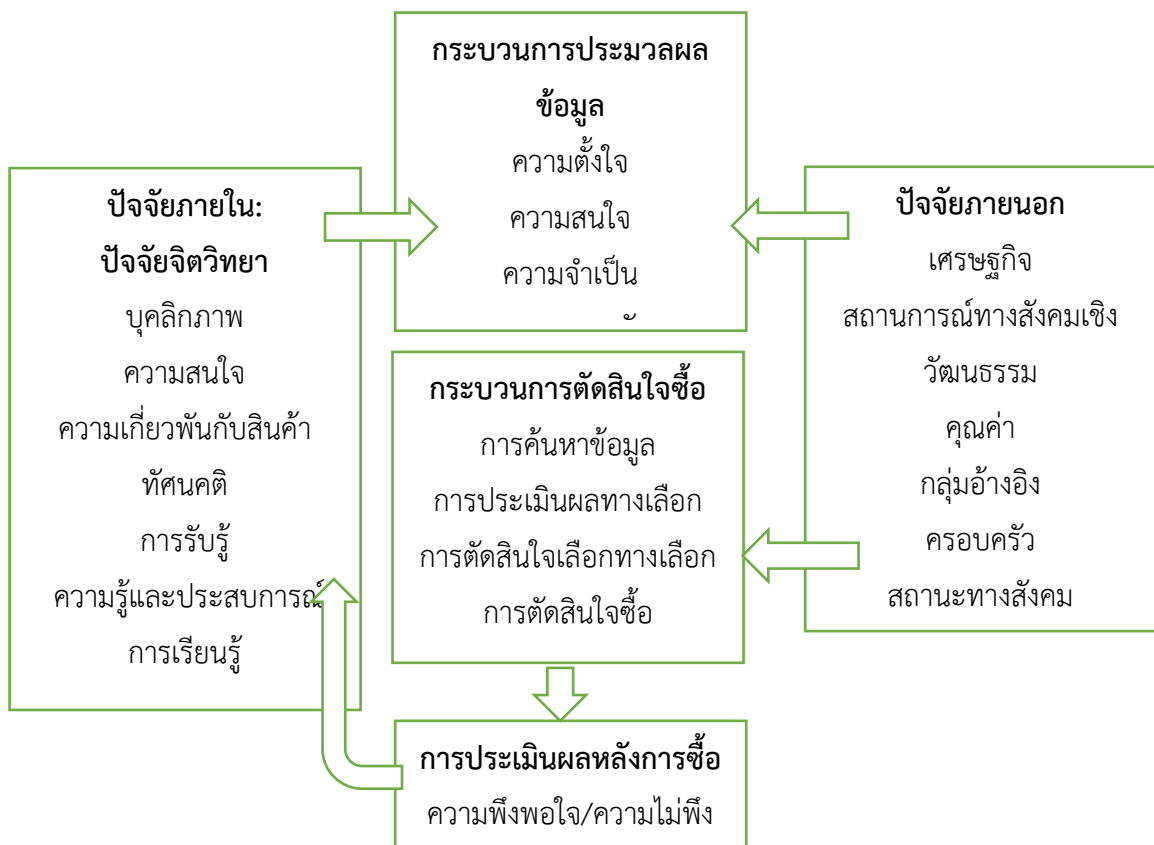 กระบวนการประมวลผล
ข้อมูล
ความตั้งใจ
ความสนใจ
ความจำเป็น
ปัจจัยภายใน:
ปัจจัยจิตวิทยา
บุคลิกภาพ
ความสนใจ
ความเกี่ยวพันกับสินค้า
ทัศนคติ
การรับรู้
ความรู้และประสบการณ์
การเรียนรู้
ปัจจัยภายนอก
เศรษฐกิจ
สถานการณ์ทางสังคมเชิง
วัฒนธรรม
คุณค่า
กลุ่มอ้างอิง
ครอบครัว
สถานะทางสังคม
กระบวนการตัดสินใจซื้อ
การค้นหาข้อมูล
การประเมินผลทางเลือก
การตัดสินใจเลือกทางเลือก
การตัดสินใจซื้อ
การประเมินผลหลังการซื้อ
ความพึงพอใจ/ความไม่พึง